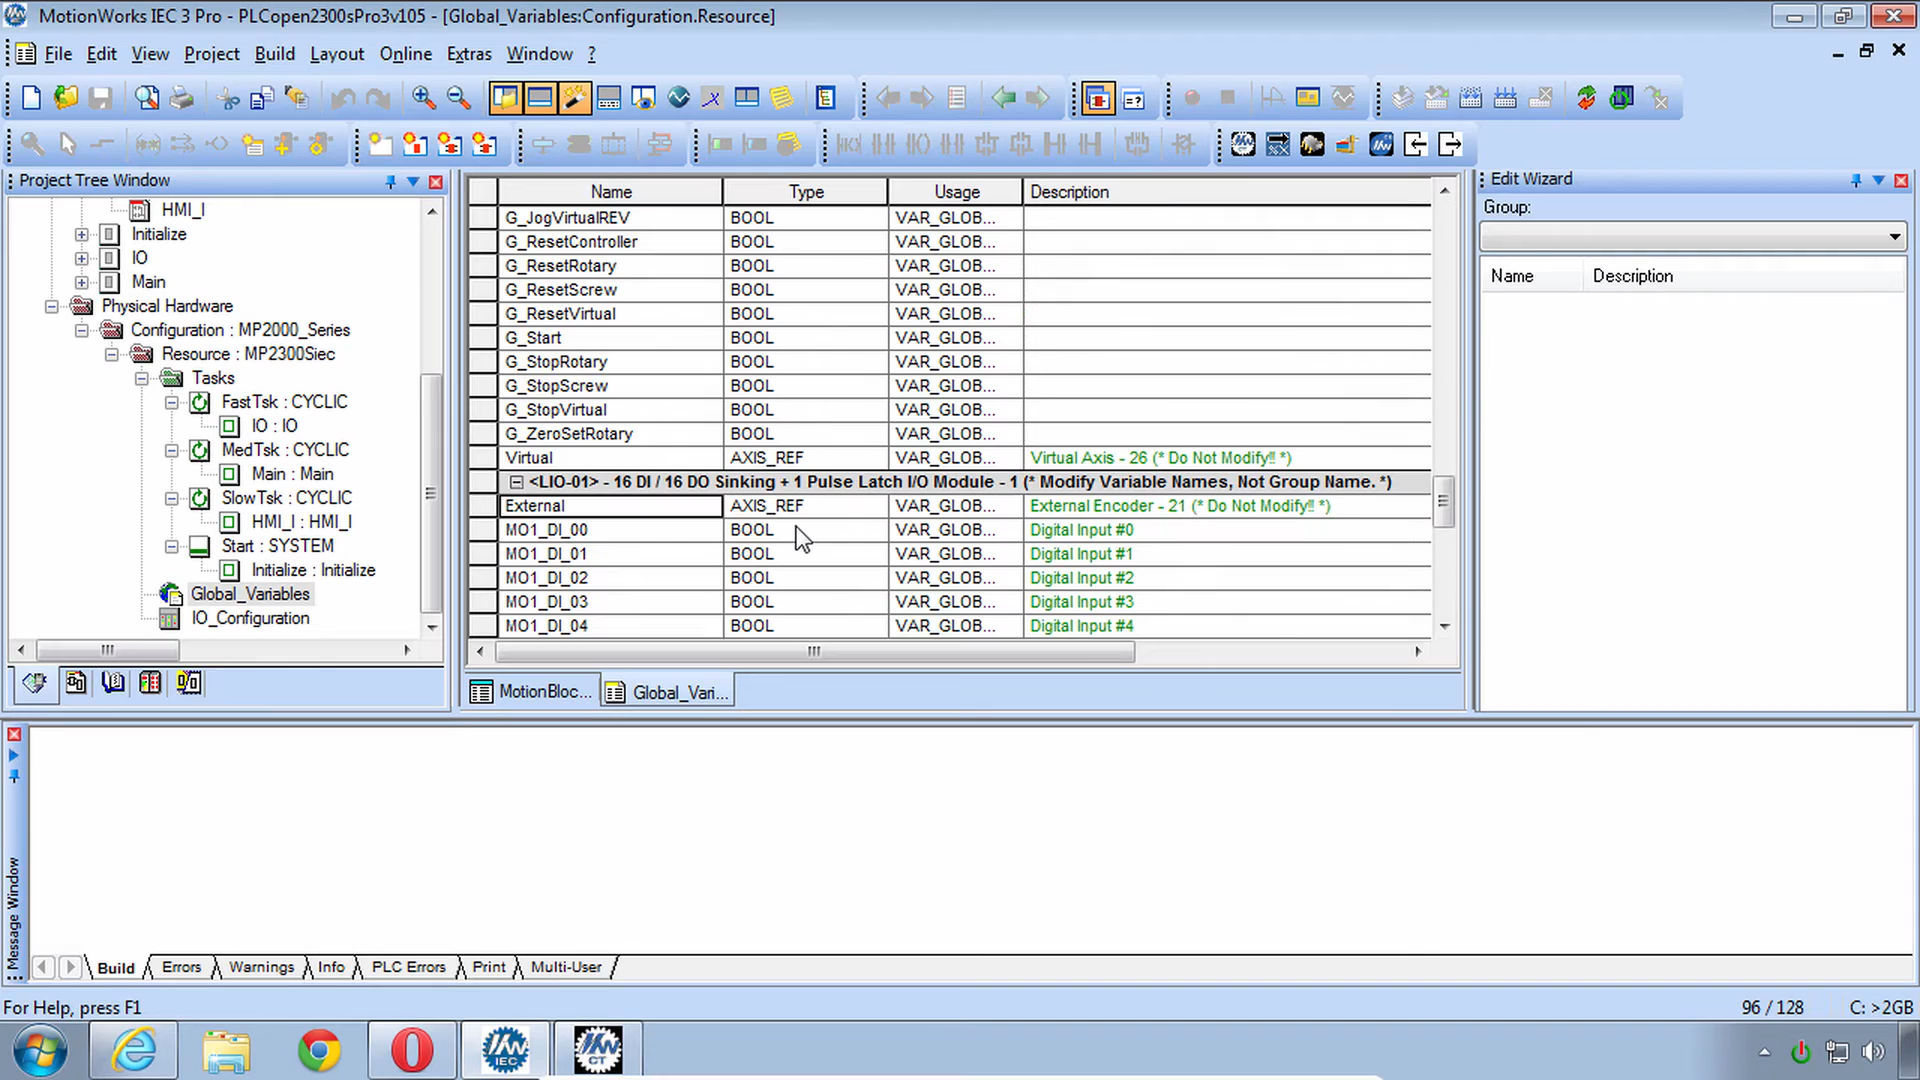 MotionWorks IEC 3 Pro - PLCopen2300sPro3v105 - [Global_Variables:Configuration.Resource]
File Edit View Project Build Layout Online Extras Window ?
Project Tree Window
HMI_I
Initialize
IO
Main
Physical Hardware
Configuration : MP2000_Series
Resource : MP2300Siec
Tasks
FastTsk : CYCLIC
IO : IO
MedTsk : CYCLIC
Main : Main
SlowTsk : CYCLIC
HMI_I : HMI_I
Start : SYSTEM
Initialize : Initialize
Global_Variables
IO_Configuration
Name Type Usage Description
G_JogVirtualREV BOOL VAR_GLOB...
G_ResetController BOOL VAR_GLOB...
G_ResetRotary BOOL VAR_GLOB...
G_ResetScrew BOOL VAR_GLOB...
G_ResetVirtual BOOL VAR_GLOB...
G_Start BOOL VAR_GLOB...
G_StopRotary BOOL VAR_GLOB...
G_StopScrew BOOL VAR_GLOB...
G_StopVirtual BOOL VAR_GLOB...
G_ZeroSetRotary BOOL VAR_GLOB...
Virtual AXIS_REF VAR_GLOB... Virtual Axis - 26 (* Do Not Modify!! *)
<LIO-01> - 16 DI / 16 DO Sinking + 1 Pulse Latch I/O Module - 1 (* Modify Variable Names, Not Group Name. *)
External AXIS_REF VAR_GLOB... External Encoder - 21 (* Do Not Modify!! *)
MO1_DI_00 BOOL VAR_GLOB... Digital Input #0
MO1_DI_01 BOOL VAR_GLOB... Digital Input #1
MO1_DI_02 BOOL VAR_GLOB... Digital Input #2
MO1_DI_03 BOOL VAR_GLOB... Digital Input #3
MO1_DI_04 BOOL VAR_GLOB... Digital Input #4
MotionBloc... Global_Vari...
Edit Wizard
Group:
Name Description
Message Window
Build Errors Warnings Info PLC Errors Print Multi-User
For Help, press F1
96 / 128 C: >2GB
IEC
CT